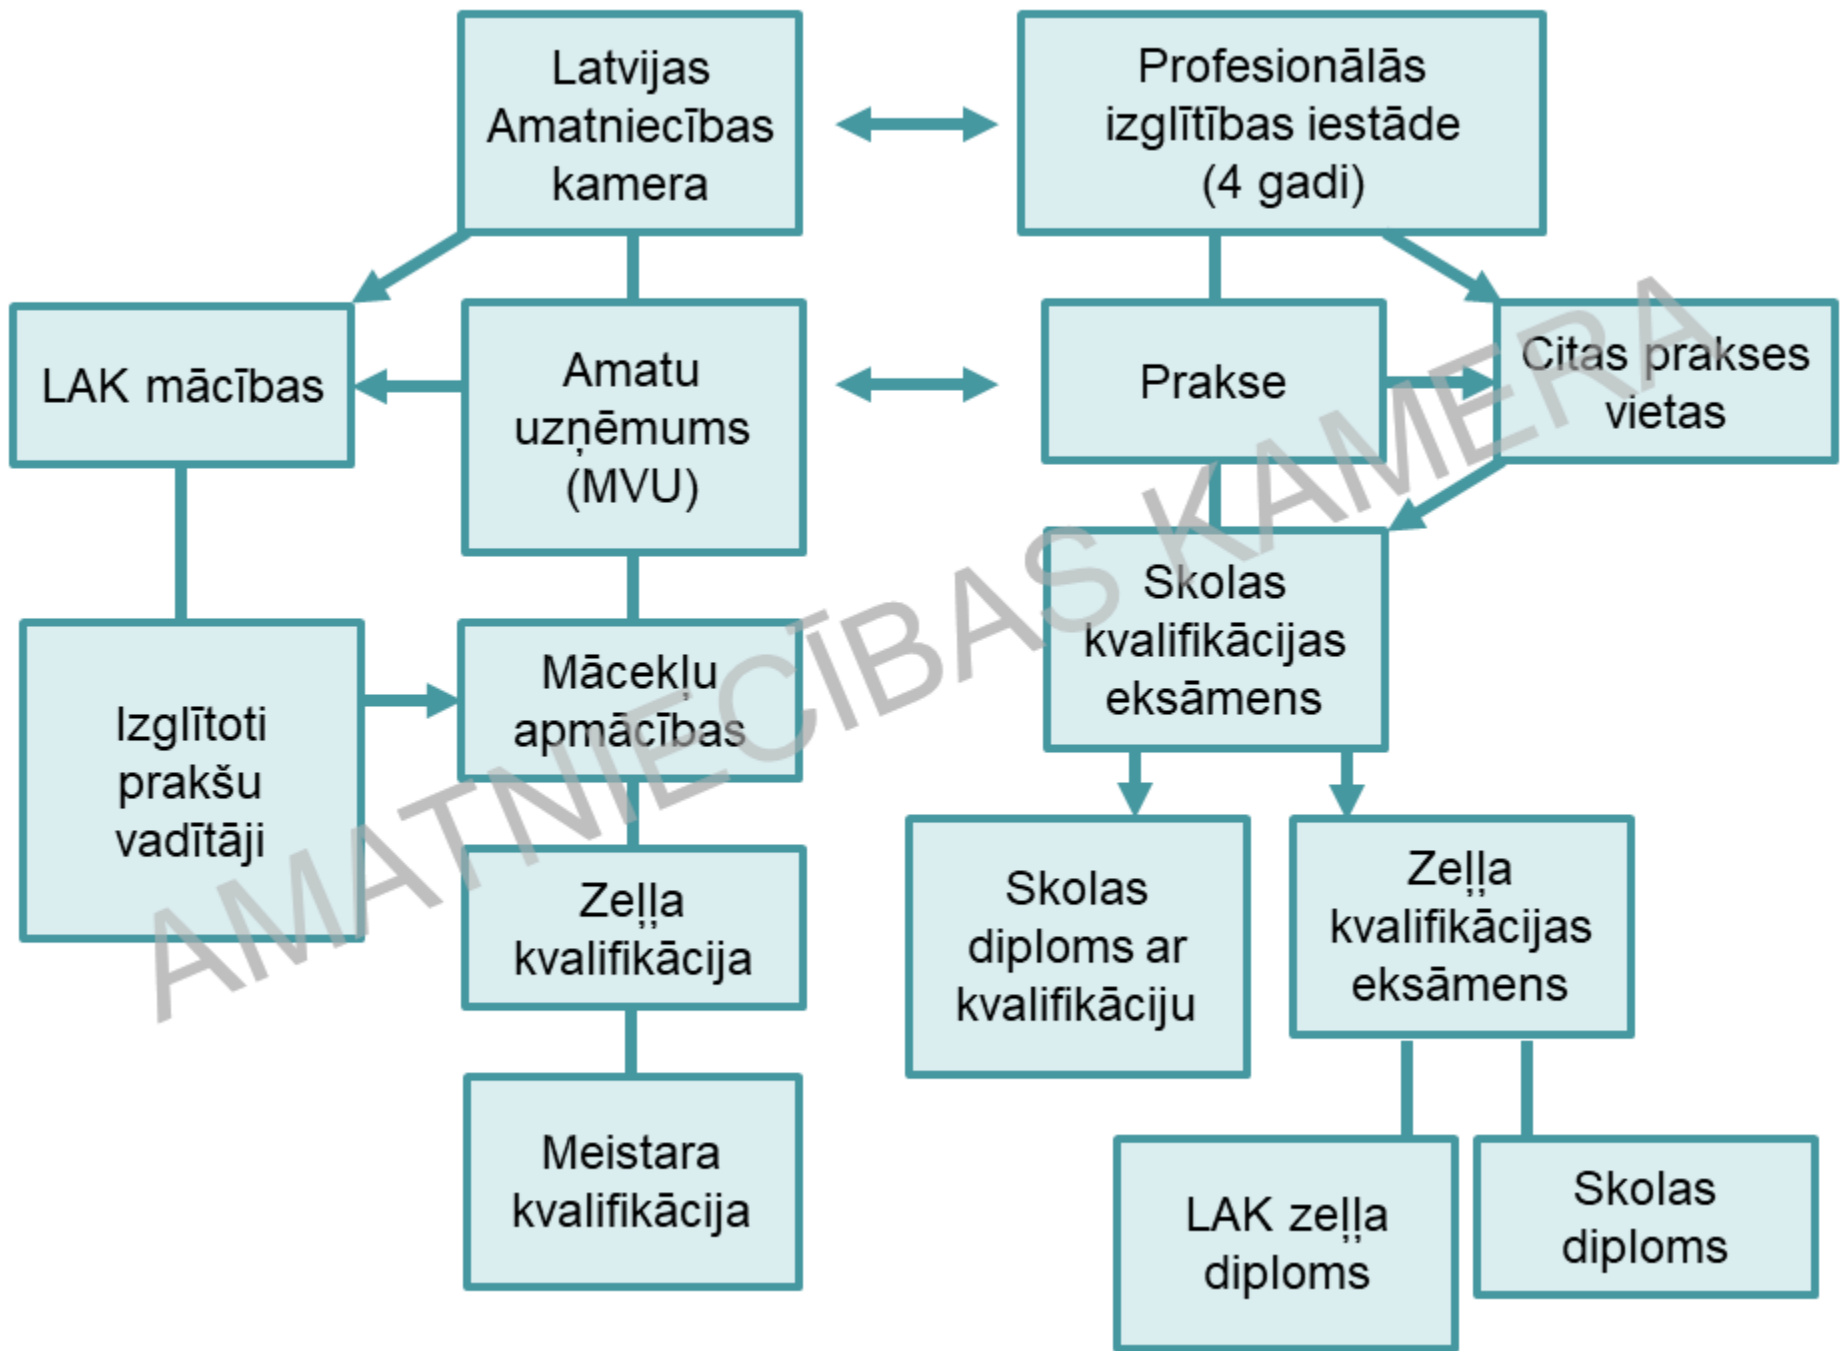 Latvijas
Amatniecības
kamera
Profesionālās
izglītības iestāde
(4 gadi)
LAK mācības
Amatu
uzņēmums
(MVU)
Prakse
Citas prakses
vietas
Izglītoti
prakšu
vadītāji
Mācekļu
apmācības
Skolas
kvalifikācijas
eksāmens
Zeļļa
kvalifikācija
Skolas
diploms ar
kvalifikāciju
Zeļļa
kvalifikācijas
eksāmens
Meistara
kvalifikācija
LAK zeļļa
diploms
Skolas
diploms
AMATNIECĪBAS KAMERA